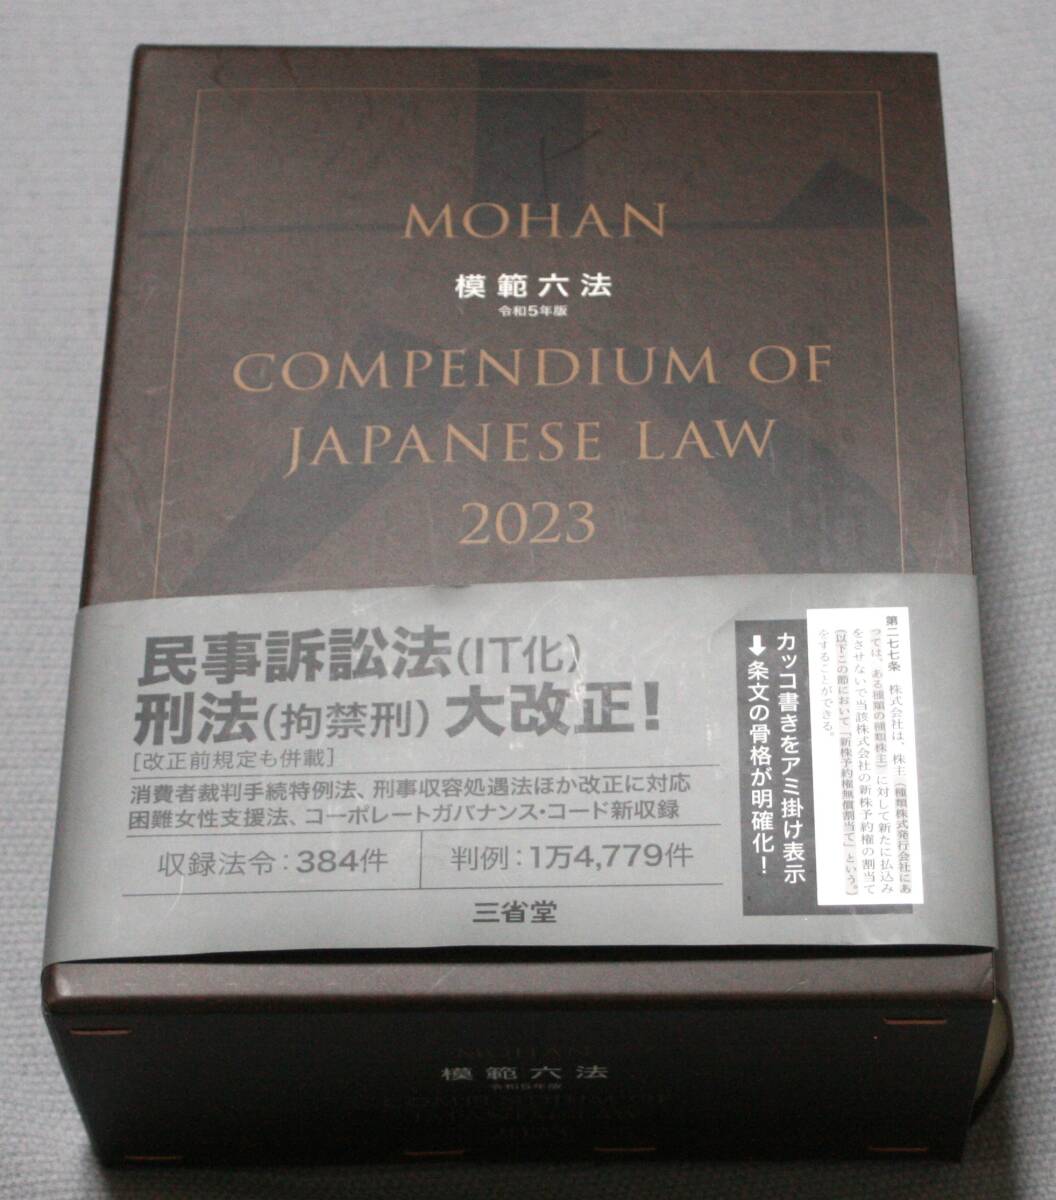 MOHAN
模範六法
令和5年版
COMPENDIUM OF
JAPANESE LAW
2023
民事訴訟法(IT化)
刑法(拘禁刑)大改正!
[改正前規定も併載]
消費者裁判手続特例法、刑事収容処遇法ほか改正に対応
困難女性支援法、コーポレートガバナンス・コード新収録
収録法令:384件
判例:1万4,779件
三省堂
カッコ書きをアミ掛け表示
➡条文の骨格が明確化!
第二七七条 株式会社は、株主(種類株式発行会社にあ
つては、ある種類の種類株主)に対して新たに払込み
をさせないで当該株式会社の新株予約権の割当て
(以下この節において「新株予約権無償割当て」という。)
をすることができる。
MOHAN
模範六法
令和5年版
COMPENDIUM OF
JAPANESE LAW
2023